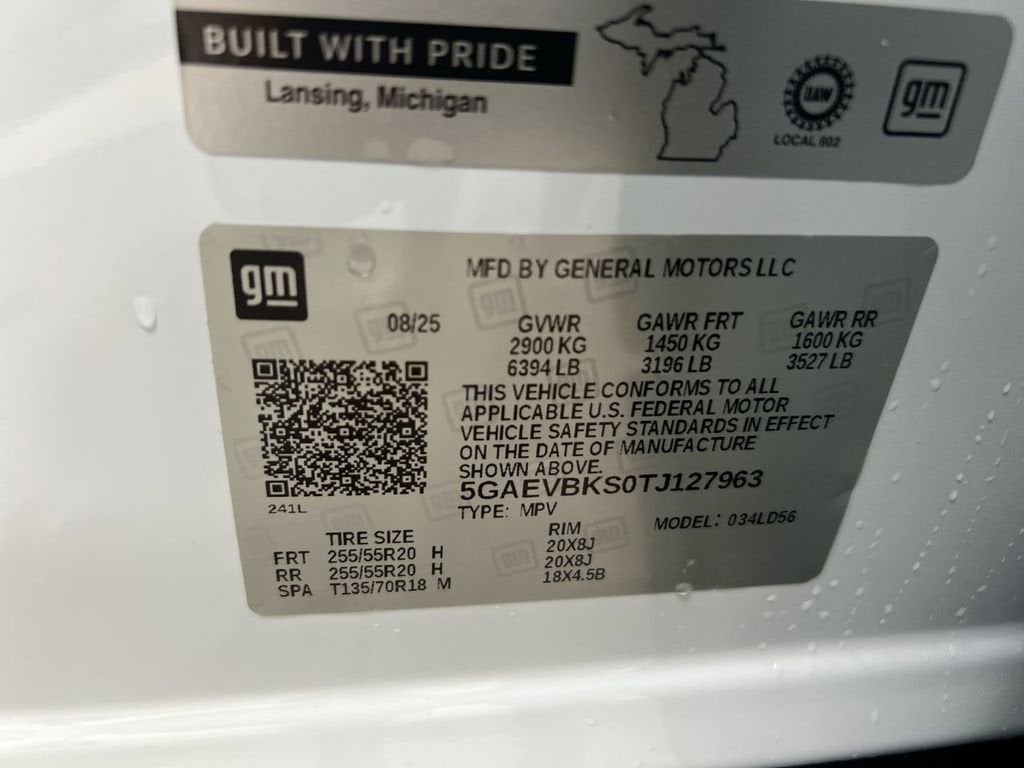 BUILT WITH PRIDE
Lansing, Michigan
UAW
LOCAL 602
gm
gm
MFD BY GENERAL MOTORS LLC
08/25 GVWR GAWR FRT GAWR RR
2900 KG 1450 KG 1600 KG
6394 LB 3196 LB 3527 LB
THIS VEHICLE CONFORMS TO ALL
APPLICABLE U.S. FEDERAL MOTOR
VEHICLE SAFETY STANDARDS IN EFFECT
ON THE DATE OF MANUFACTURE
SHOWN ABOVE.
5GAEVBKS0TJ127963
241L
TYPE: MPV MODEL: 034LD56
TIRE SIZE RIM
FRT 255/55R20 H 20X8J
RR 255/55R20 H 20X8J
SPA T135/70R18 M 18X4.5B